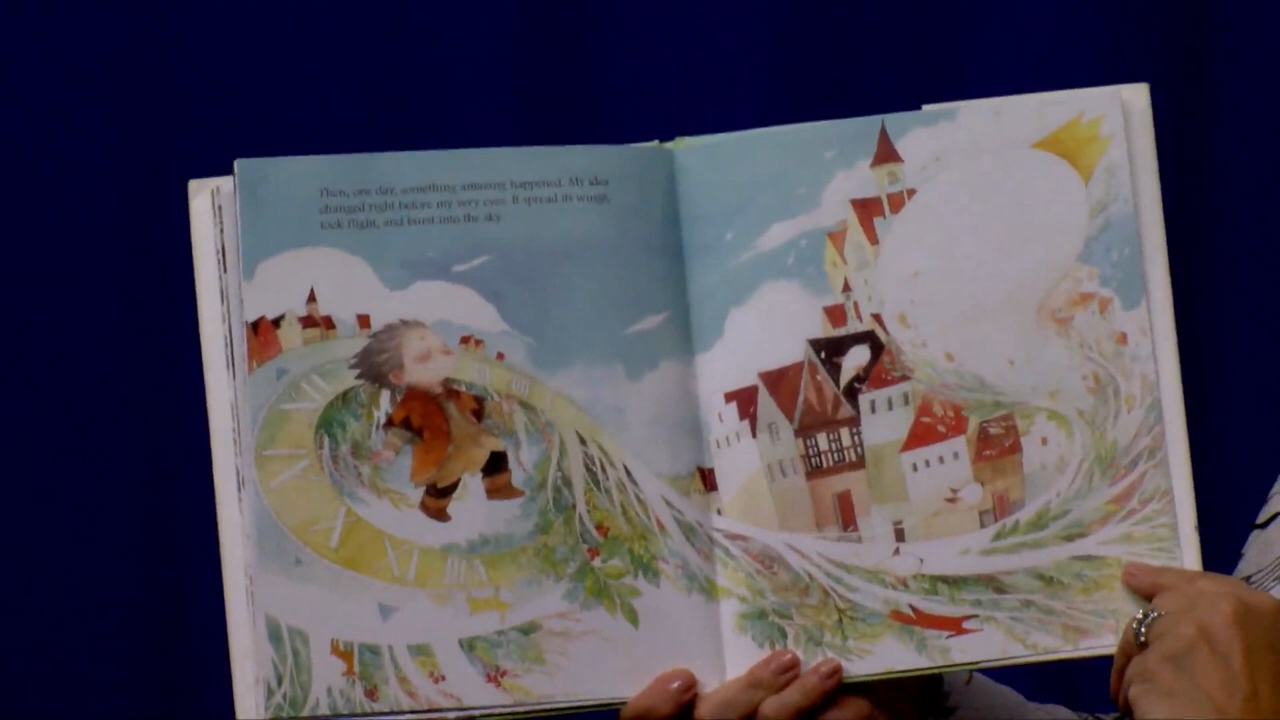 Then, one day, something amazing happened. My idea
changed right before my very eyes. It spread its wings,
took flight, and burst into the sky.
XI